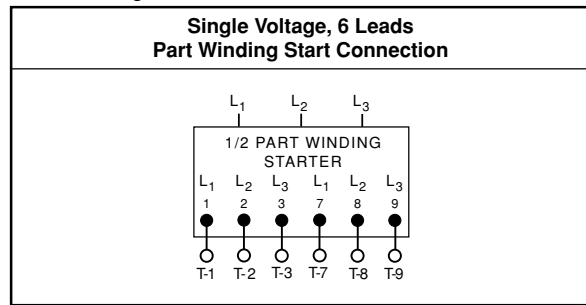 Single Voltage, 6 Leads
Part Winding Start Connection
L1 L2 L3
1/2 PART WINDING
STARTER
L1 L2 L3 L1 L2 L3
1 2 3 7 8 9
T-1 T-2 T-3 T-7 T-8 T-9